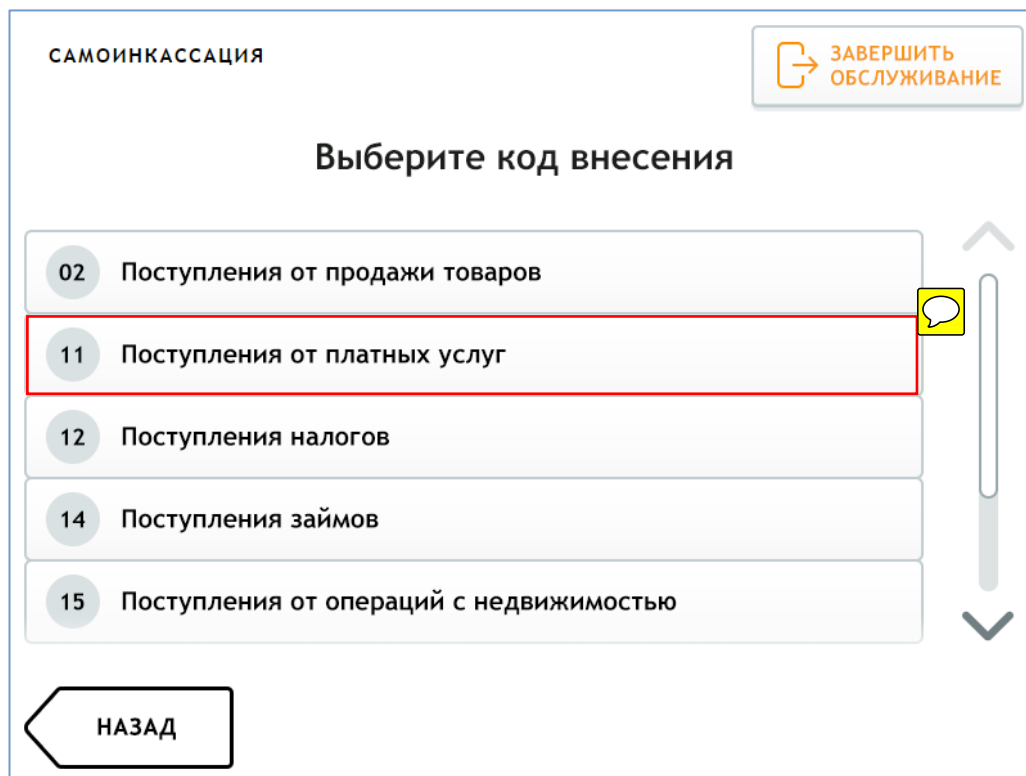 САМОИНКАССАЦИЯ
ЗАВЕРШИТЬ
ОБСЛУЖИВАНИЕ
Выберите код внесения
02 Поступления от продажи товаров
11 Поступления от платных услуг
12 Поступления налогов
14 Поступления займов
15 Поступления от операций с недвижимостью
НАЗАД